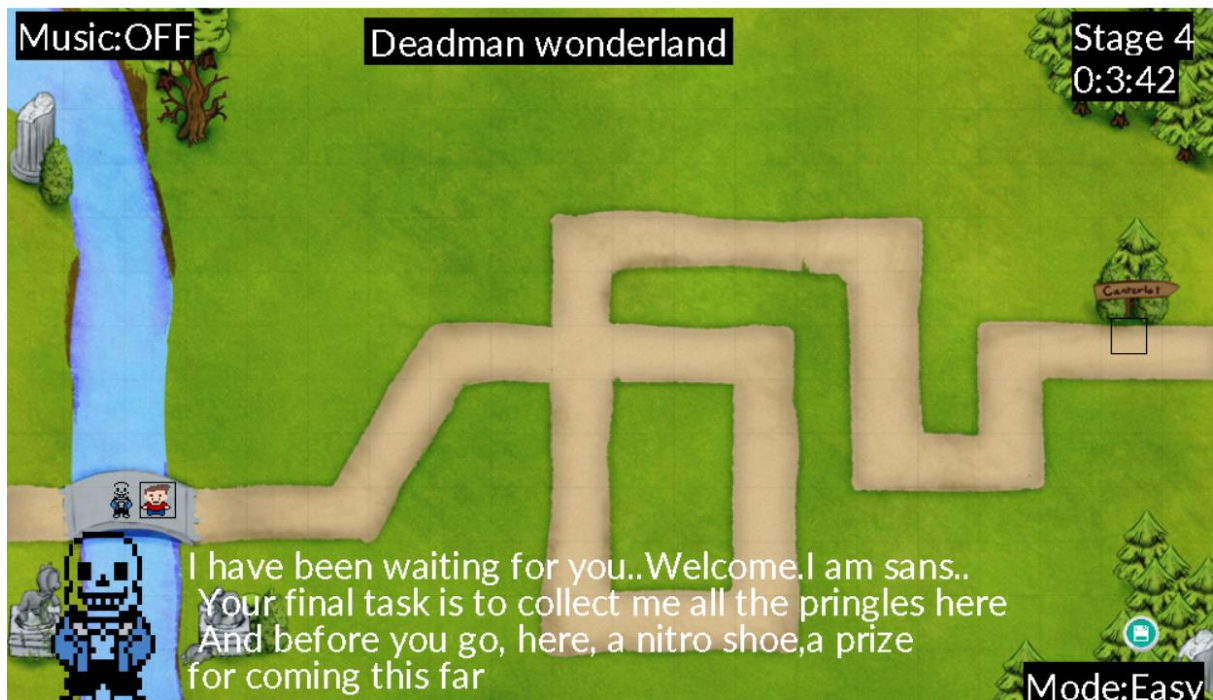 Music:OFF
Deadman wonderland
Stage 4
0:3:42
Canterlot
I have been waiting for you..Welcome.I am sans..
Your final task is to collect me all the pringles here
And before you go, here, a nitro shoe,a prize
for coming this far
Mode:Easy